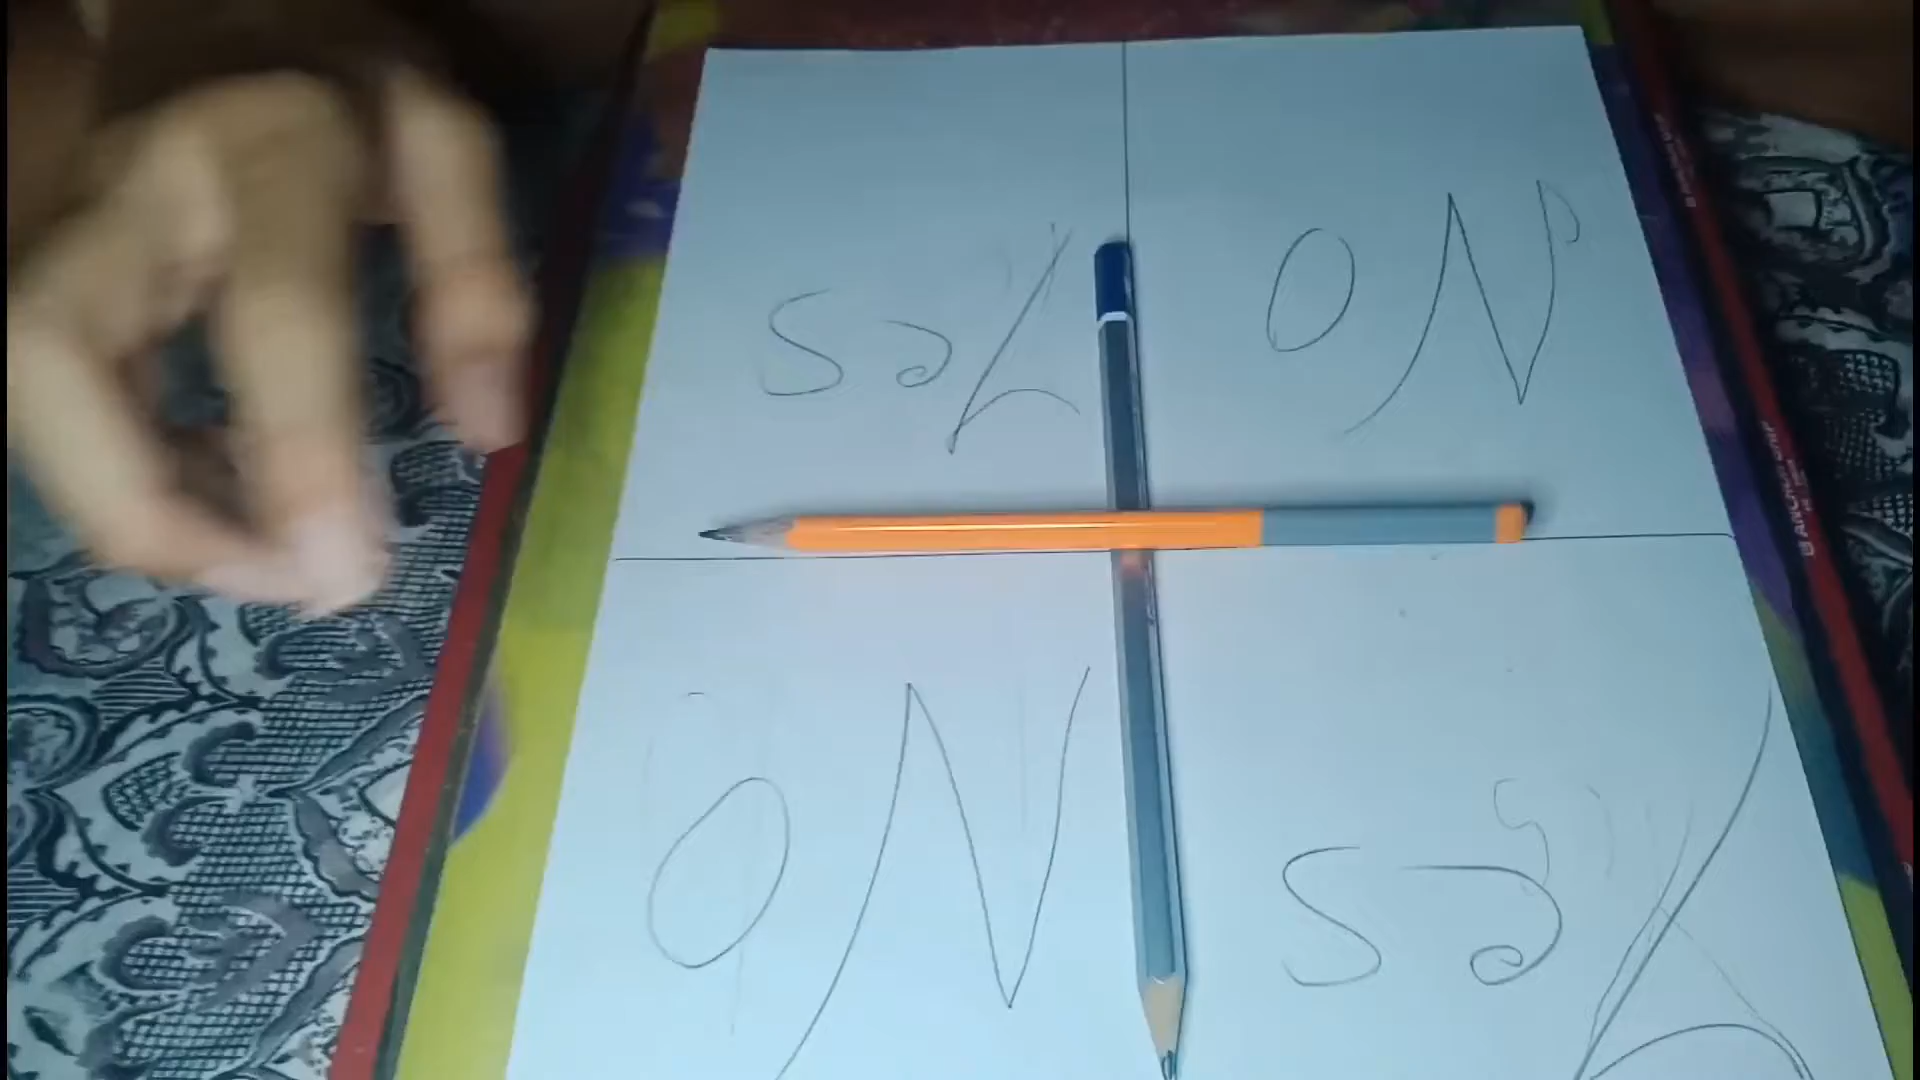 No Yes
Yes No